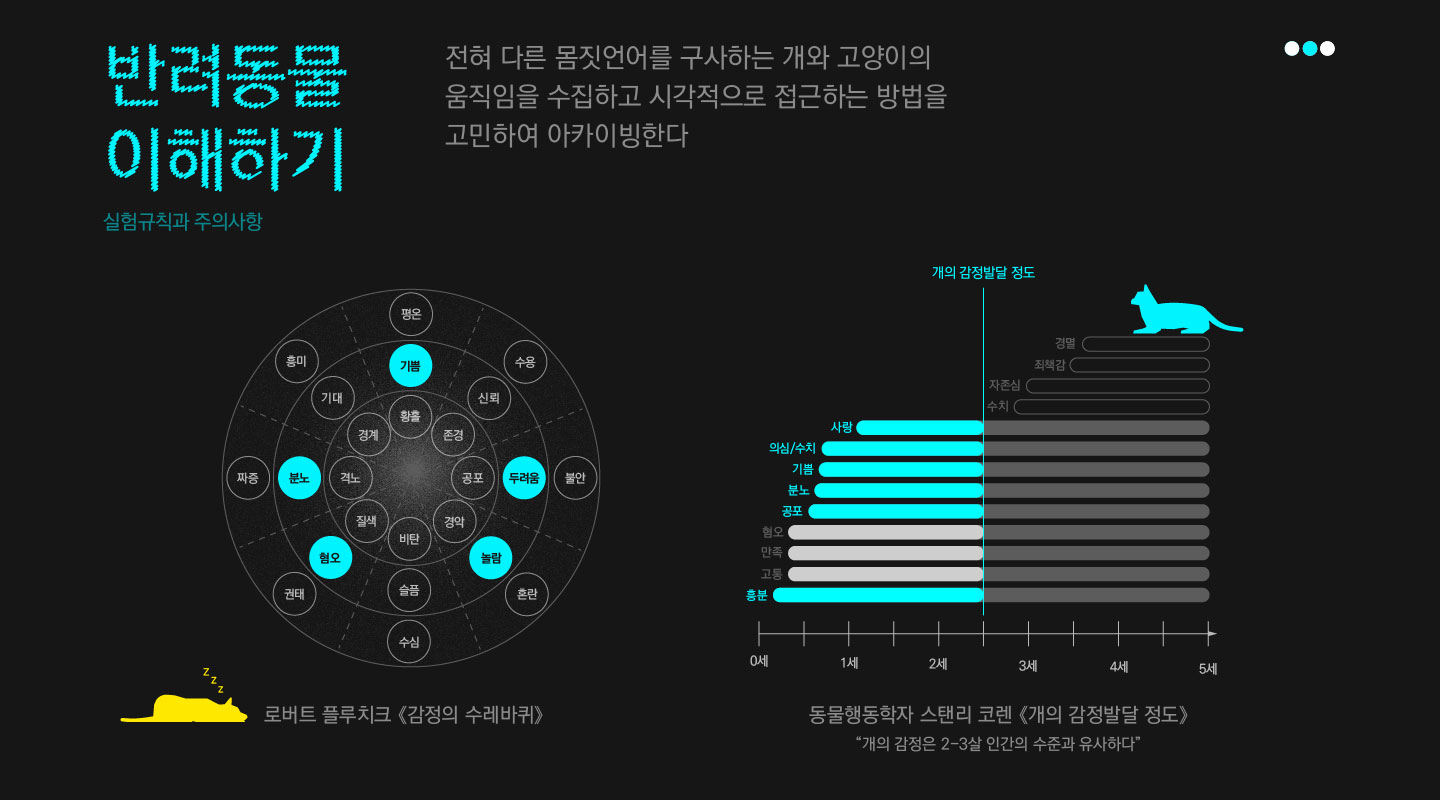 반려동물
이해하기
실험규칙과 주의사항
전혀 다른 몸짓언어를 구사하는 개와 고양이의
움직임을 수집하고 시각적으로 접근하는 방법을
고민하여 아카이빙한다
평온
흥미
기쁨
수용
기대
신뢰
황홀
경계
존경
짜증
분노
격노
공포
두려움
불안
질색
경악
비탄
혐오
놀람
권태
슬픔
혼란
수심
z
z
z
로버트 플루치크 《감정의 수레바퀴》
개의 감정발달 정도
경멸
죄책감
자존심
수치
사랑
의심/수치
기쁨
분노
공포
혐오
만족
고통
흥분
0세
1세
2세
3세
4세
5세
동물행동학자 스탠리 코렌 《개의 감정발달 정도》
“개의 감정은 2-3살 인간의 수준과 유사하다”